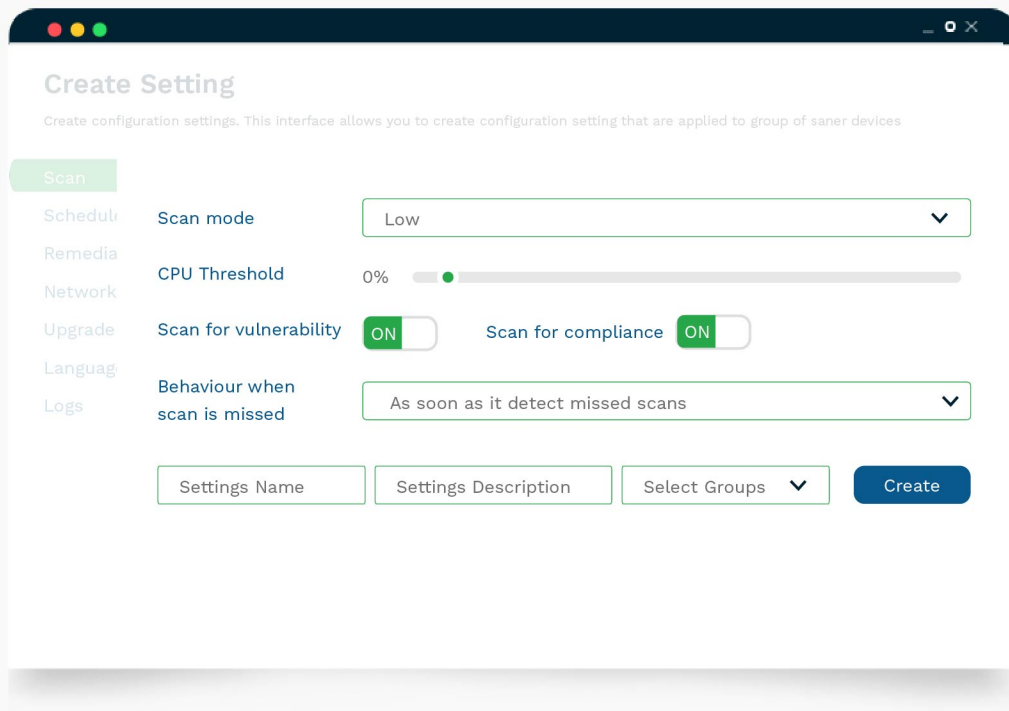 Create Setting
Create configuration settings. This interface allows you to create configuration setting that are applied to group of saner devices
Scan
Schedul
Remedia
Network
Upgrade
Languag
Logs
Scan mode
Low
CPU Threshold
0%
Scan for vulnerability
ON
Scan for compliance
ON
Behaviour when
scan is missed
As soon as it detect missed scans
Settings Name
Settings Description
Select Groups
Create